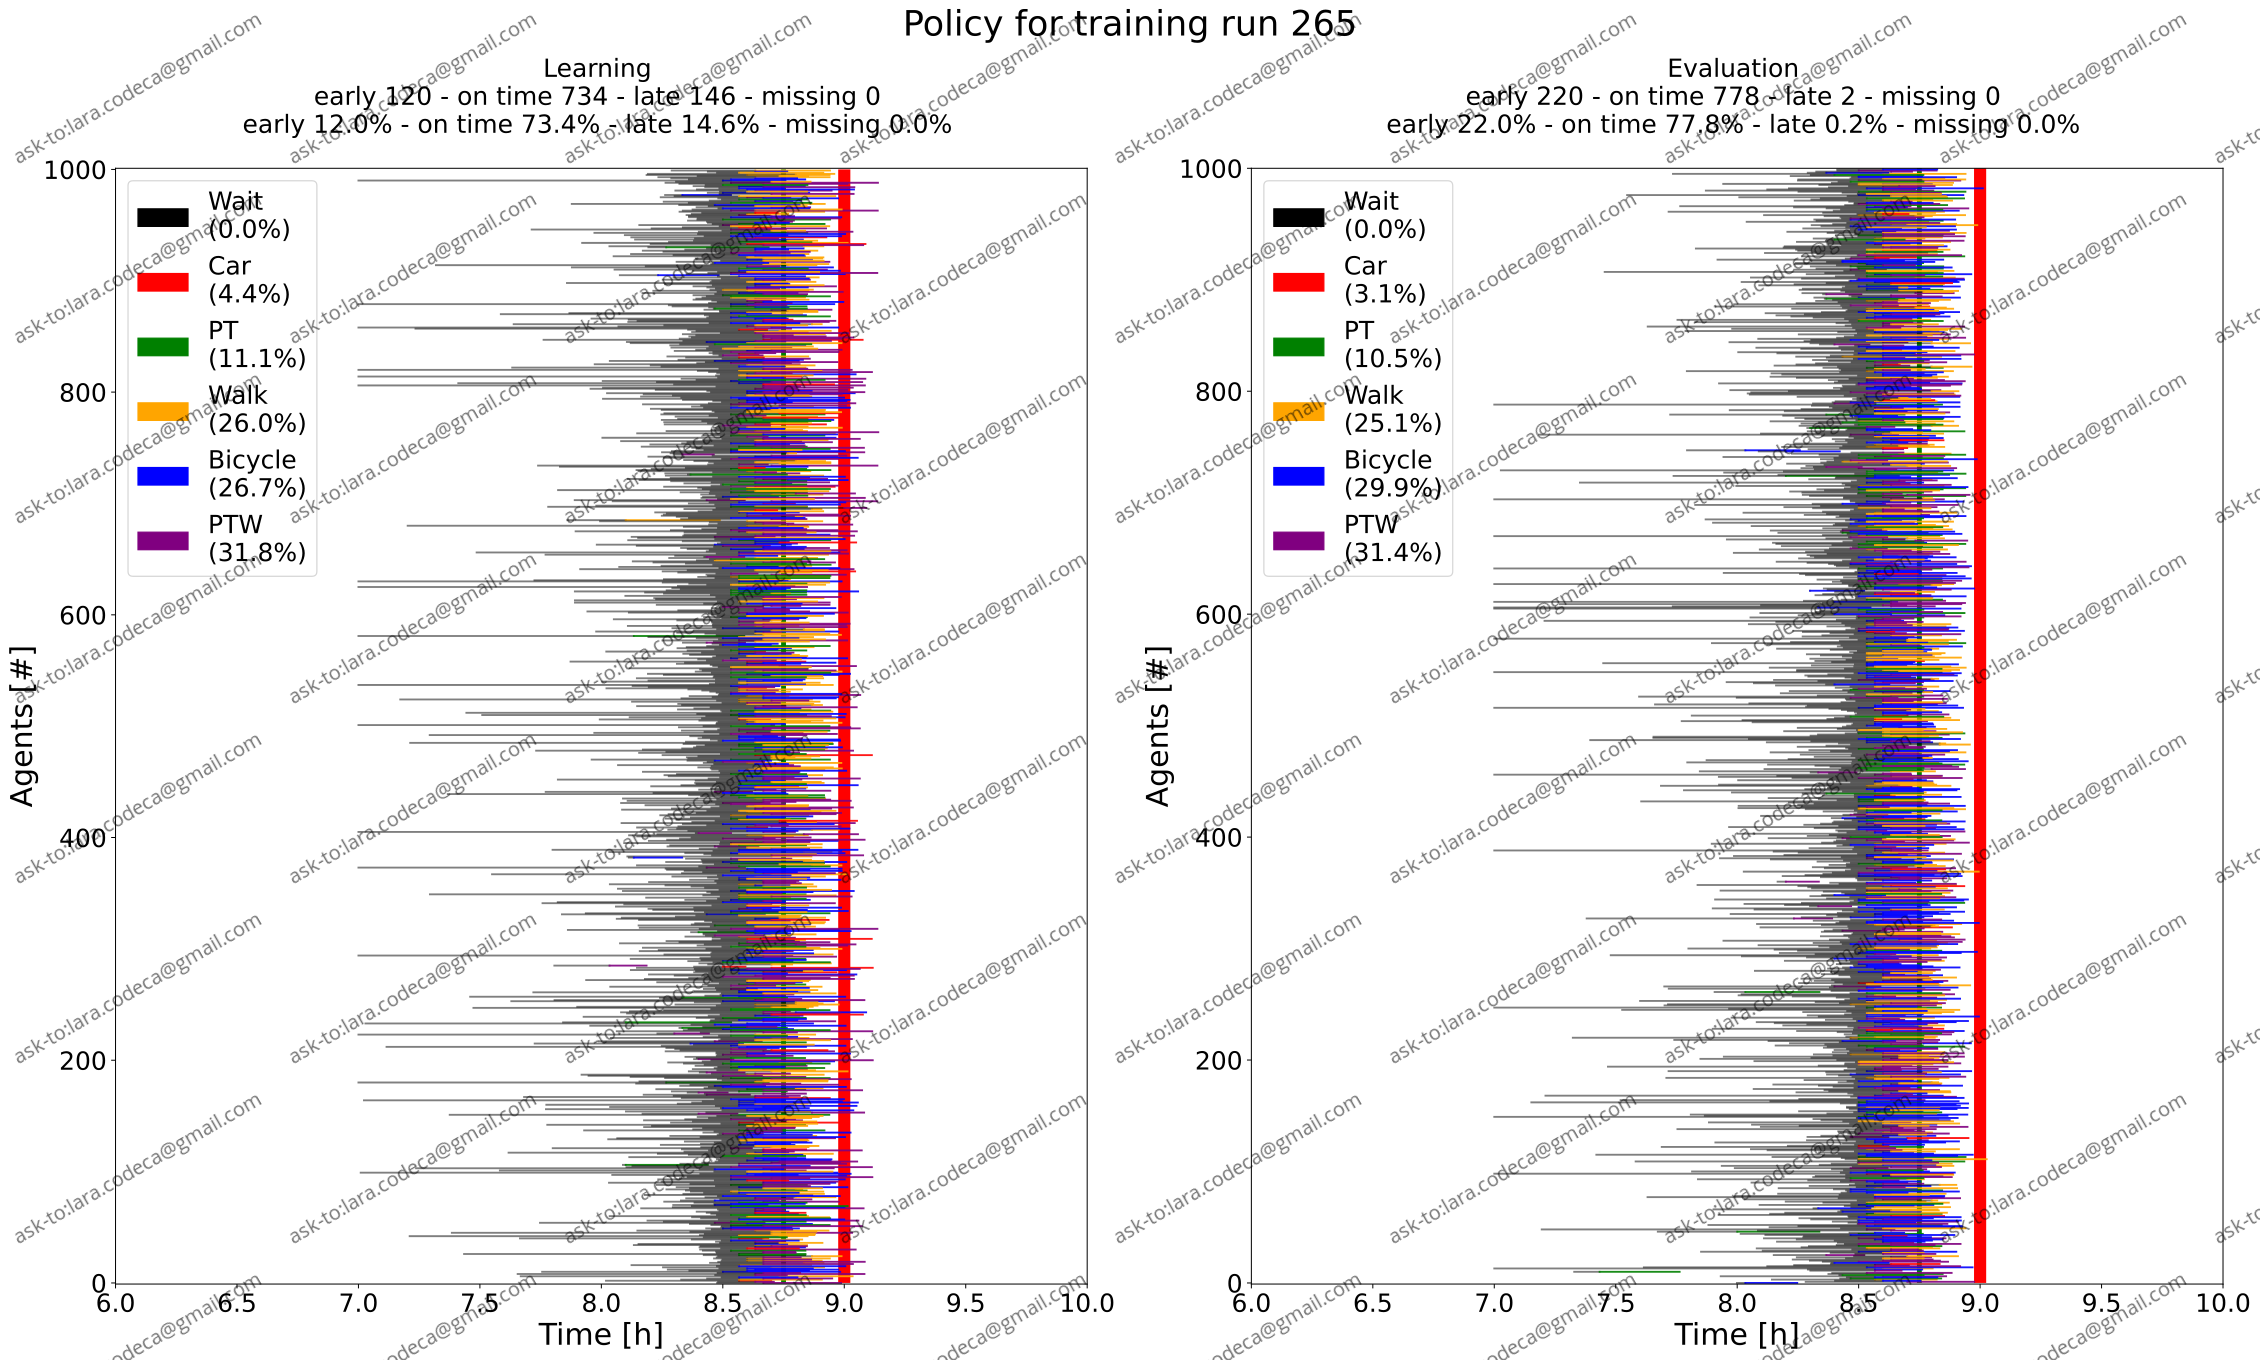 Policy for training run 265
Learning
early 120 - on time 734 - late 146 - missing 0
early 12.0% - on time 73.4% - late 14.6% - missing 0.0%
Evaluation
early 220 - on time 778 - late 2 - missing 0
early 22.0% - on time 77.8% - late 0.2% - missing 0.0%
1000
800
600
400
200
0
Agents [#]
Wait
(0.0%)
Car
(4.4%)
PT
(11.1%)
Walk
(26.0%)
Bicycle
(26.7%)
PTW
(31.8%)
6.0 6.5 7.0 7.5 8.0 8.5 9.0 9.5 10.0
Time [h]
1000
800
600
400
200
0
Agents [#]
Wait
(0.0%)
Car
(3.1%)
PT
(10.5%)
Walk
(25.1%)
Bicycle
(29.9%)
PTW
(31.4%)
6.0 6.5 7.0 7.5 8.0 8.5 9.0 9.5 10.0
Time [h]
ask-to:lara.codeca@gmail.com